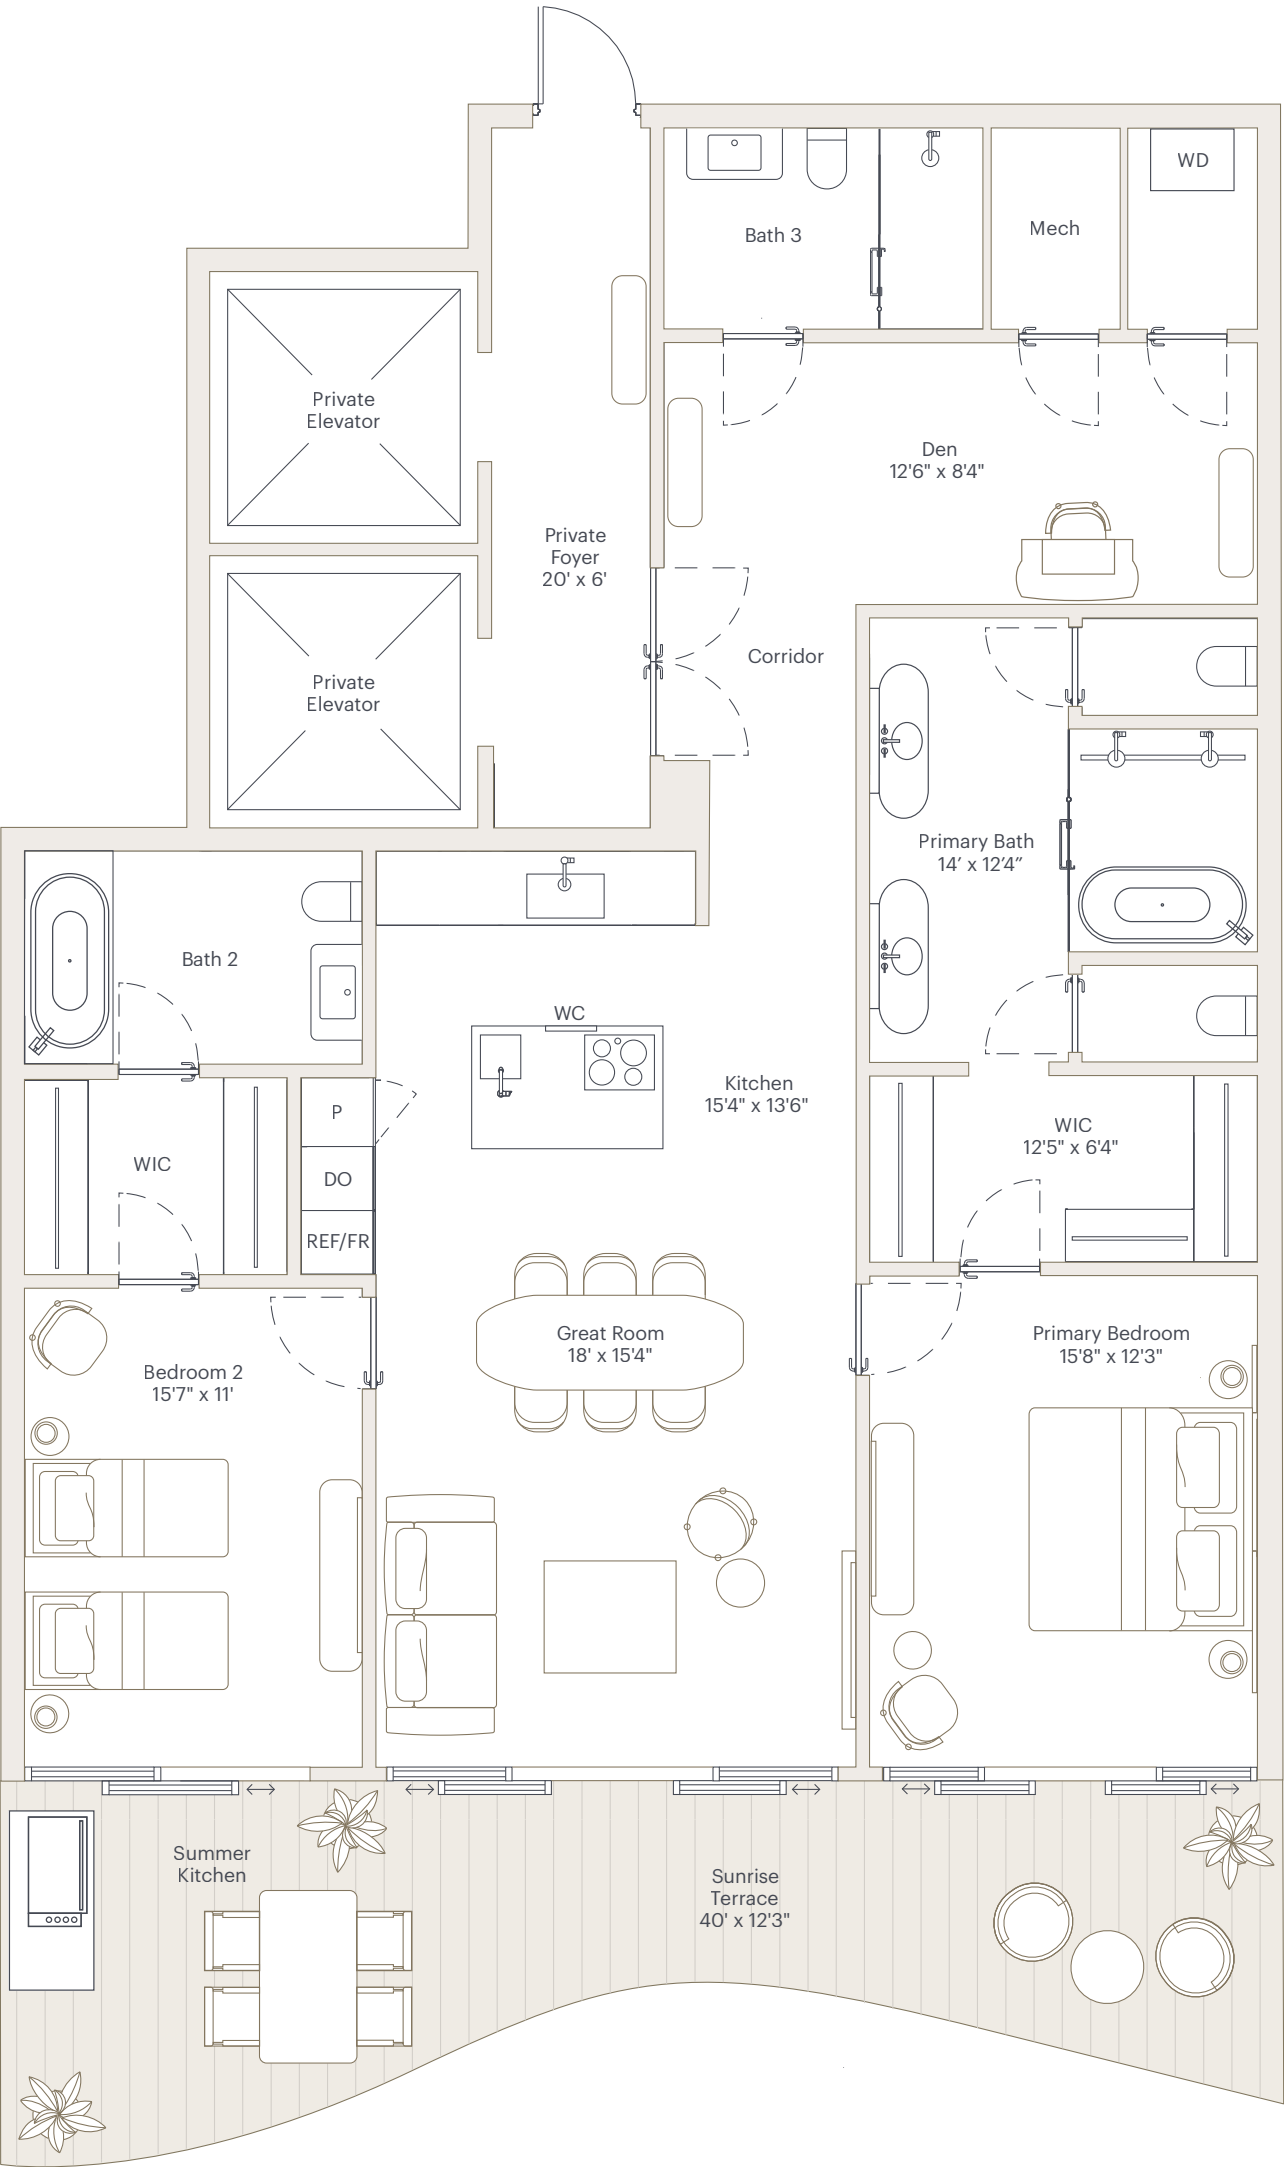 WD
Bath 3
Mech
Private
Elevator
Den
12'6" x 8'4"
Private
Foyer
20' x 6'
Corridor
Private
Elevator
Primary Bath
14’ x 12’4”
Bath 2
WC
Kitchen
15'4" x 13'6"
P
WIC
12'5" x 6'4"
WIC
DO
REF/FR
Great Room
18' x 15'4"
Primary Bedroom
15'8" x 12'3"
Bedroom 2
15'7" x 11'
Summer
Kitchen
Sunrise
Terrace
40' x 12'3"